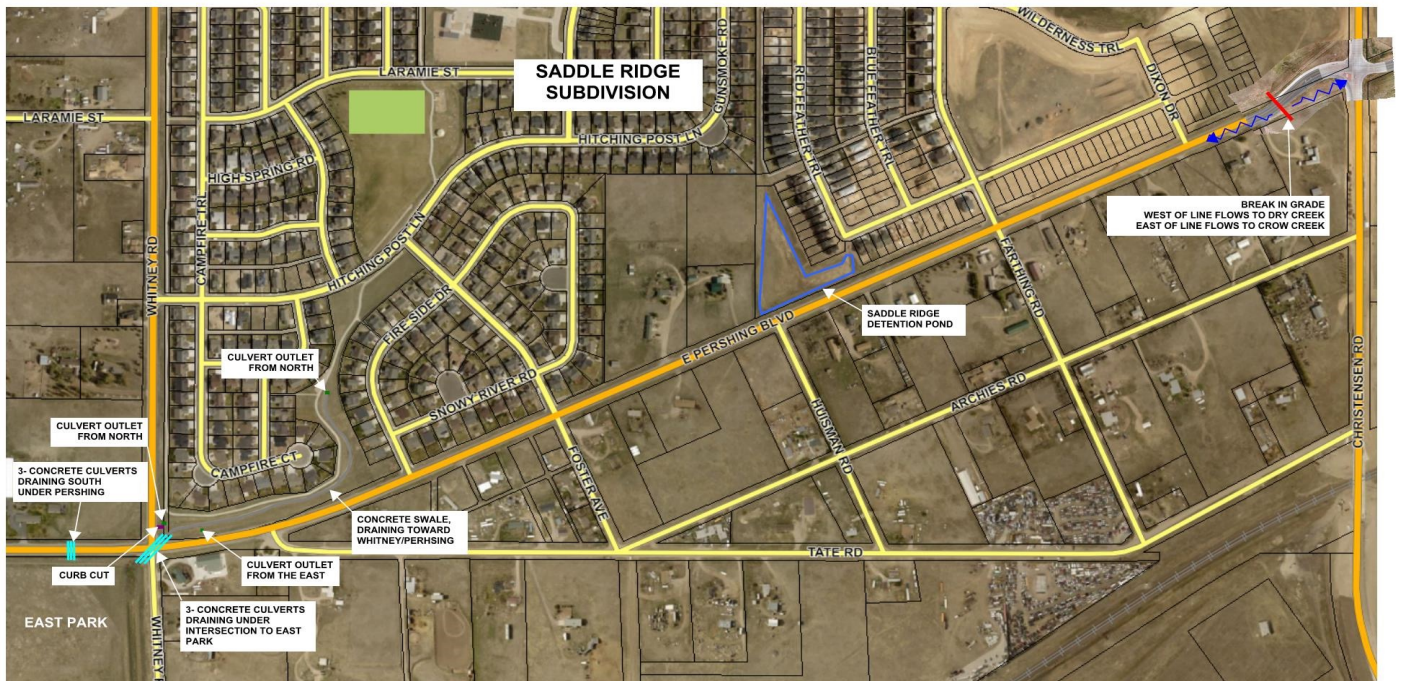 WILDERNESS TRL
LARAMIE ST
SADDLE RIDGE
SUBDIVISION
GUNSMOKE RD
RED FEATHER TRL
BLUE FEATHER TRL
DIXON DR
LARAMIE ST
HITCHING POST LN
HIGH SPRING RD
CAMPFIRE TRL
WHITNEY RD
HITCHING POST LN
BREAK IN GRADE
WEST OF LINE FLOWS TO DRY CREEK
EAST OF LINE FLOWS TO CROW CREEK
FARTHING RD
FIRE SIDE DR
SADDLE RIDGE
DETENTION POND
E PERSHING BLVD
CHRISTENSEN RD
CULVERT OUTLET
FROM NORTH
SNOWY RIVER RD
ARCHIES RD
HUISMAN RD
CULVERT OUTLET
FROM NORTH
CAMPFIRE CT
FOSTER AVE
3- CONCRETE CULVERTS
DRAINING SOUTH
UNDER PERSHING
CONCRETE SWALE,
DRAINING TOWARD
WHITNEY/PERHSING
TATE RD
CURB CUT
CULVERT OUTLET
FROM THE EAST
3- CONCRETE CULVERTS
DRAINING UNDER
INTERSECTION TO EAST
PARK
EAST PARK
WHITNEY